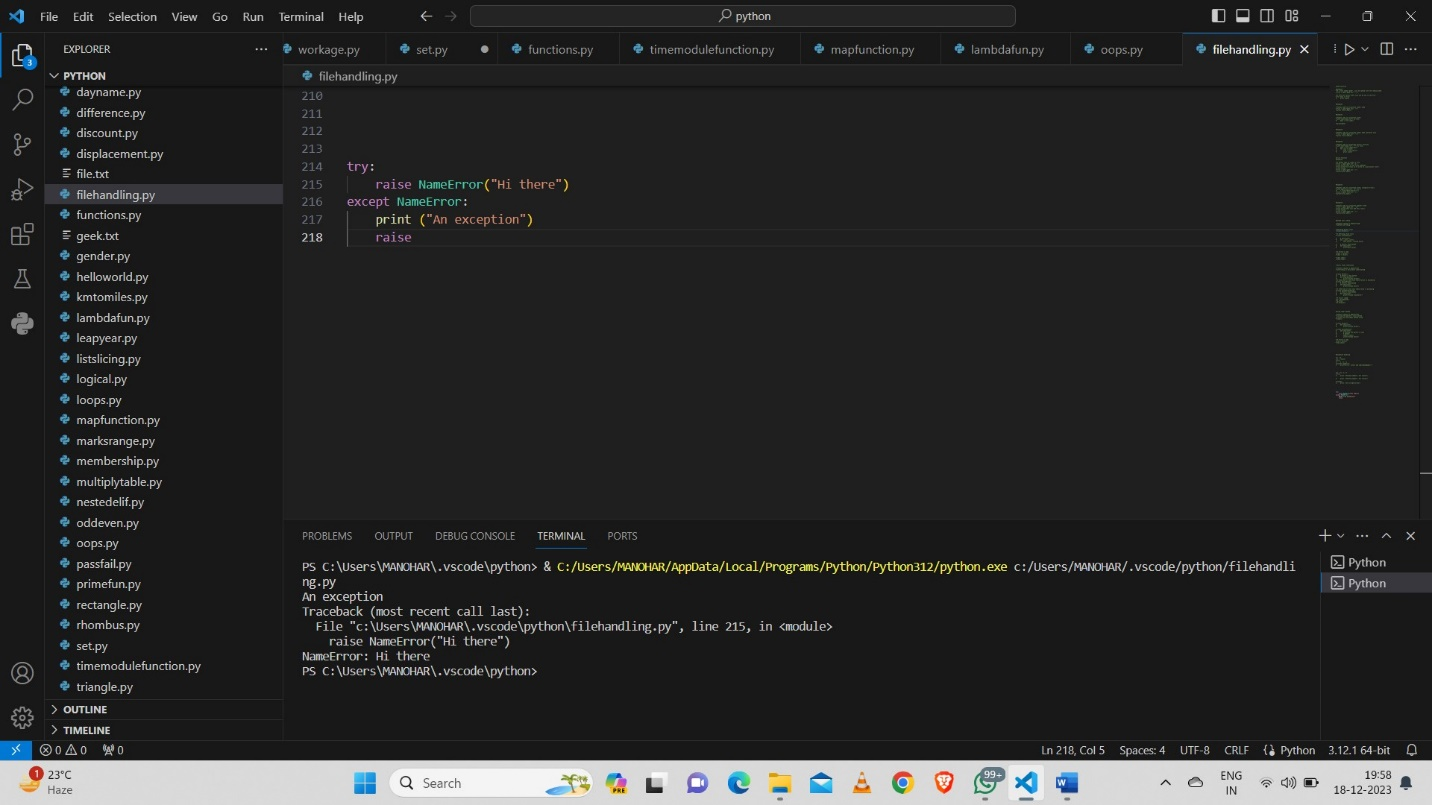 File Edit Selection View Go Run Terminal Help
python
EXPLORER
workage.py set.py functions.py timemodulefunction.py mapfunction.py lambdafun.py oops.py filehandling.py
3
PYTHON
filehandling.py
dayname.py
difference.py
discount.py
displacement.py
file.txt
filehandling.py
functions.py
geek.txt
gender.py
helloworld.py
kmtomiles.py
lambdafun.py
leapyear.py
listslicing.py
logical.py
loops.py
mapfunction.py
marksrange.py
membership.py
multiplytable.py
nestedelif.py
oddeven.py
oops.py
passfail.py
primefun.py
rectangle.py
rhombus.py
set.py
timemodulefunction.py
triangle.py
OUTLINE
TIMELINE
210
211
212
213
214 try:
215 raise NameError("Hi there")
216 except NameError:
217 print ("An exception")
218 raise
PROBLEMS OUTPUT DEBUG CONSOLE TERMINAL PORTS
PS C:\Users\MANOHAR\.vscode\python> & C:/Users/MANOHAR/AppData/Local/Programs/Python/Python312/python.exe c:/Users/MANOHAR/.vscode/python/filehandli
ng.py
An exception
Traceback (most recent call last):
File "c:\Users\MANOHAR\.vscode\python\filehandling.py", line 215, in <module>
raise NameError("Hi there")
NameError: Hi there
PS C:\Users\MANOHAR\.vscode\python>
Python
Python
0 0 0 Ln 218, Col 5 Spaces: 4 UTF-8 CRLF Python 3.12.1 64-bit
1
23°C
Haze
Search
PRE
99+
ENG
IN
19:58
18-12-2023